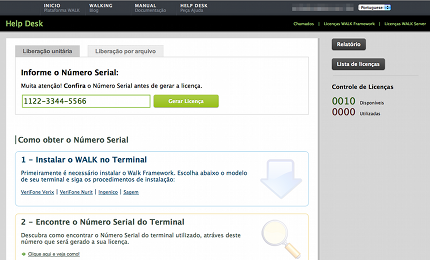 INICIO
Plataforma WALK
WALKING
Blog
MANUAL
Documentação
HELP DESK
Peça Ajuda
Portuguese
Help Desk
Chamados | Licenças WALK Framework | Licenças WALK Server
Liberação unitária
Liberação por arquivo
Informe o Número Serial:
Muita atenção! Confira o Número Serial antes de gerar a licença.
1122-3344-5566
Gerar Licença
Relatório
Lista de licenças
Controle de Licenças
0010 Disponíveis
0000 Utilizadas
Como obter o Número Serial
1 - Instalar o WALK no Terminal
Primeiramente é necessário instalar o Walk Framework. Escolha abaixo o modelo
de seu terminal e siga os procedimentos de instalação:
VeriFone Verix | VeriFone Nurit | Ingenico | Sagem
2 - Encontre o Número Serial do Terminal
Descubra como encontrar o Número Serial do terminal utilizado, atráves deste
número que será gerado a sua licença.
Clique aqui e veja como!